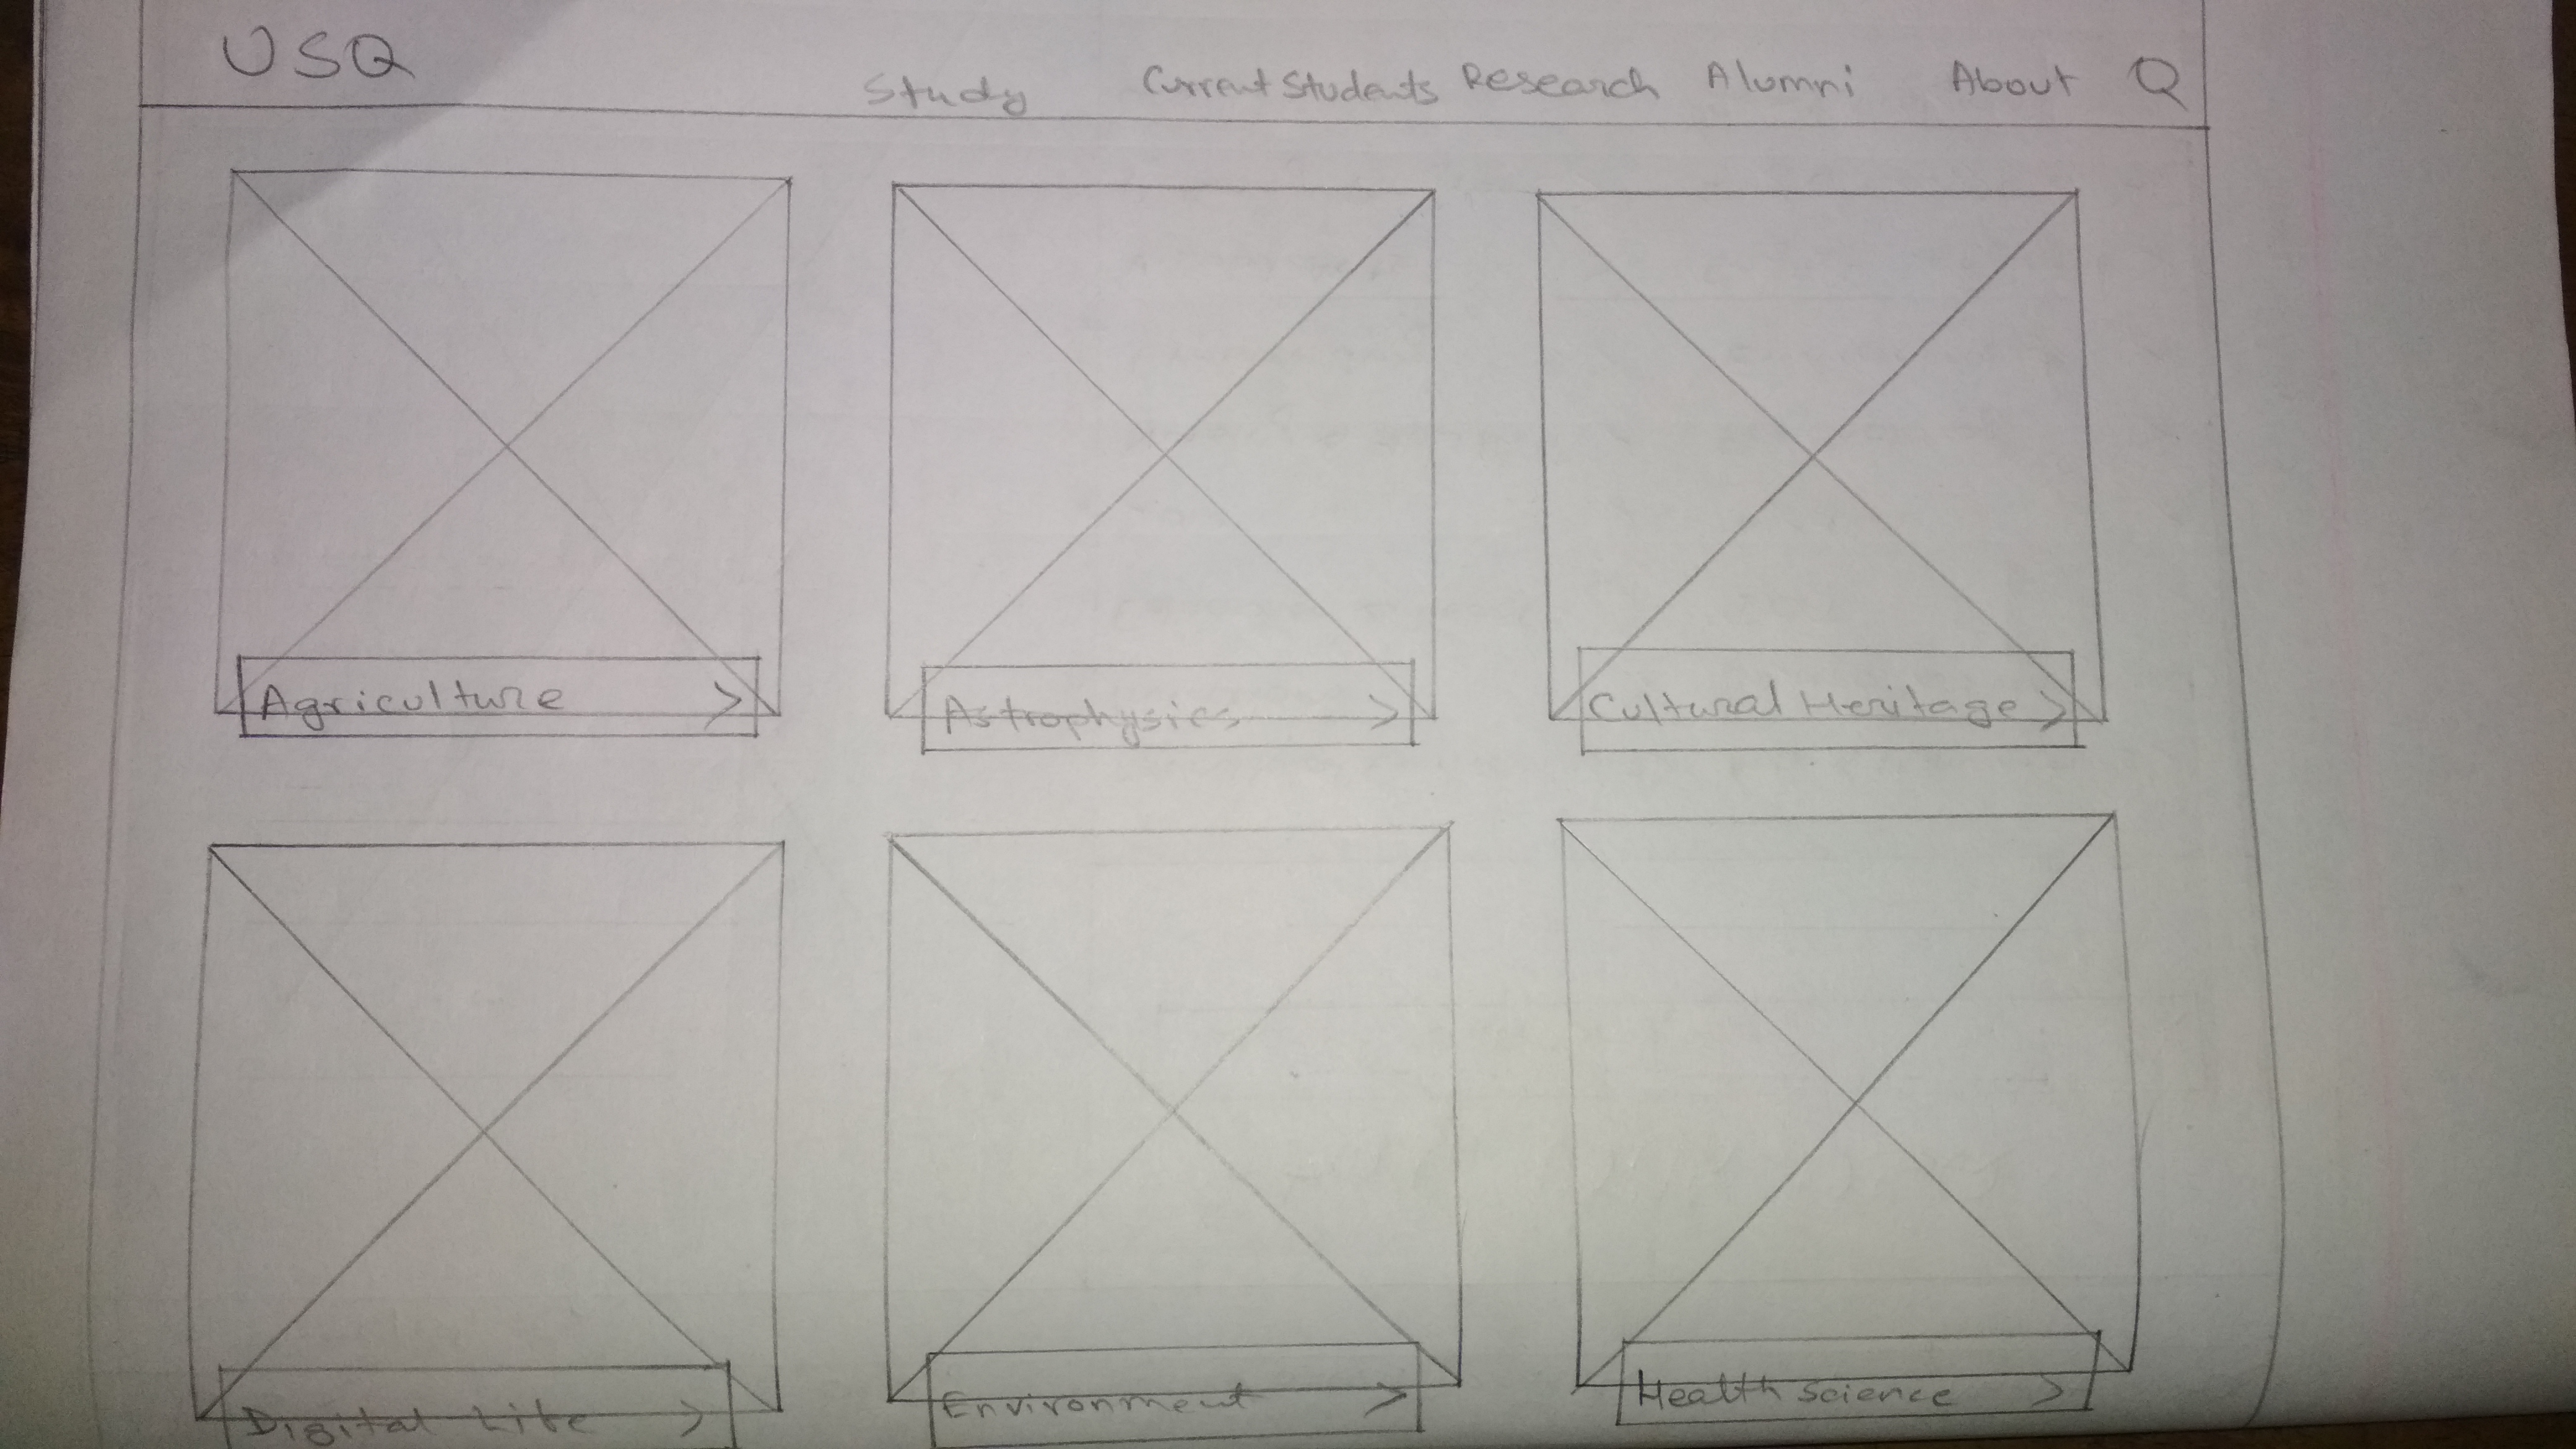 USQ
Study Current Students Research Alumni About
Agriculture >
Astrophysics >
Cultural Heritage >
Digital Life >
Environment >
Health Science >